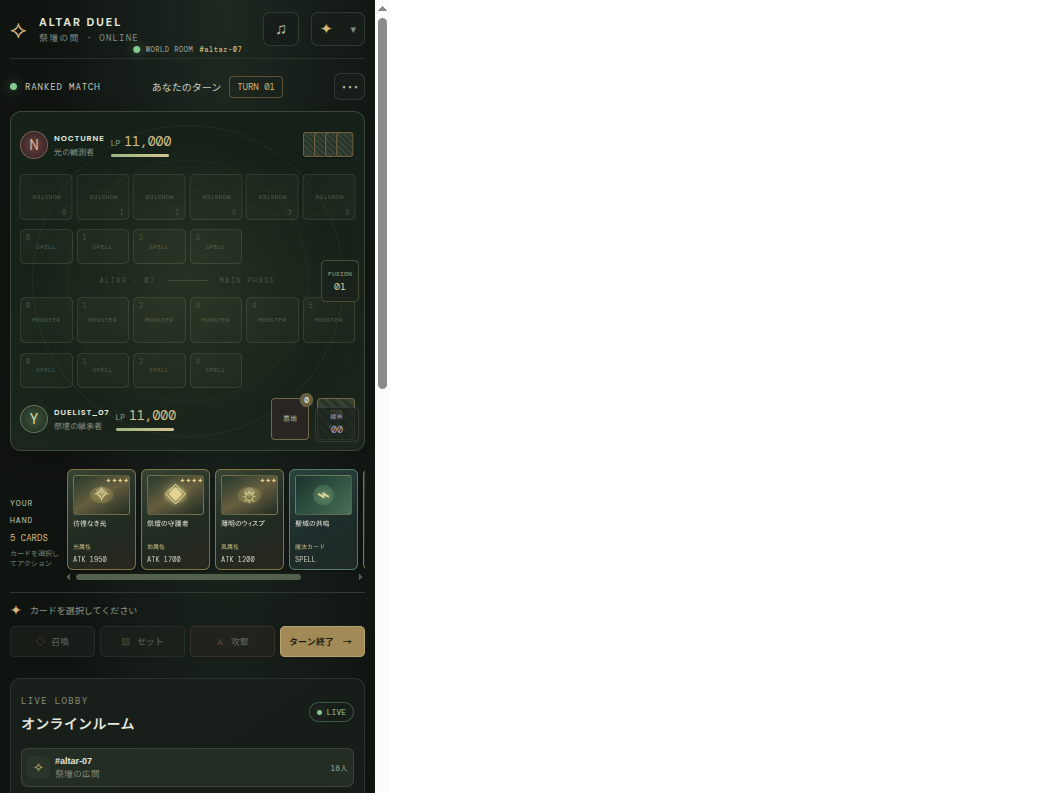 ALTAR DUEL
祭壇の間 · ONLINE
WORLD ROOM #altar-07
RANKED MATCH
あなたのターン
TURN 01
N
NOCTURNE
光の観測者
LP 11,000
MONSTER 0
MONSTER 1
MONSTER 2
MONSTER 3
MONSTER 4
MONSTER 5
0 SPELL
1 SPELL
2 SPELL
3 SPELL
ALTAR · 07
MAIN PHASE
FUSION
01
0 MONSTER
1 MONSTER
2 MONSTER
3 MONSTER
4 MONSTER
5 MONSTER
0 SPELL
1 SPELL
2 SPELL
3 SPELL
Y
DUELIST_07
祭壇の継承者
LP 11,000
墓地
0
00
YOUR
HAND
5 CARDS
カードを選択し
てアクション
彷徨なき光
光属性
ATK 1950
祭壇の守護者
地属性
ATK 1700
薄明のウィスプ
風属性
ATK 1200
聖域の共鳴
魔法カード
SPELL
カードを選択してください
召喚
セット
攻撃
ターン終了 →
LIVE LOBBY
オンラインルーム
LIVE
#altar-07
祭壇の広間
18人